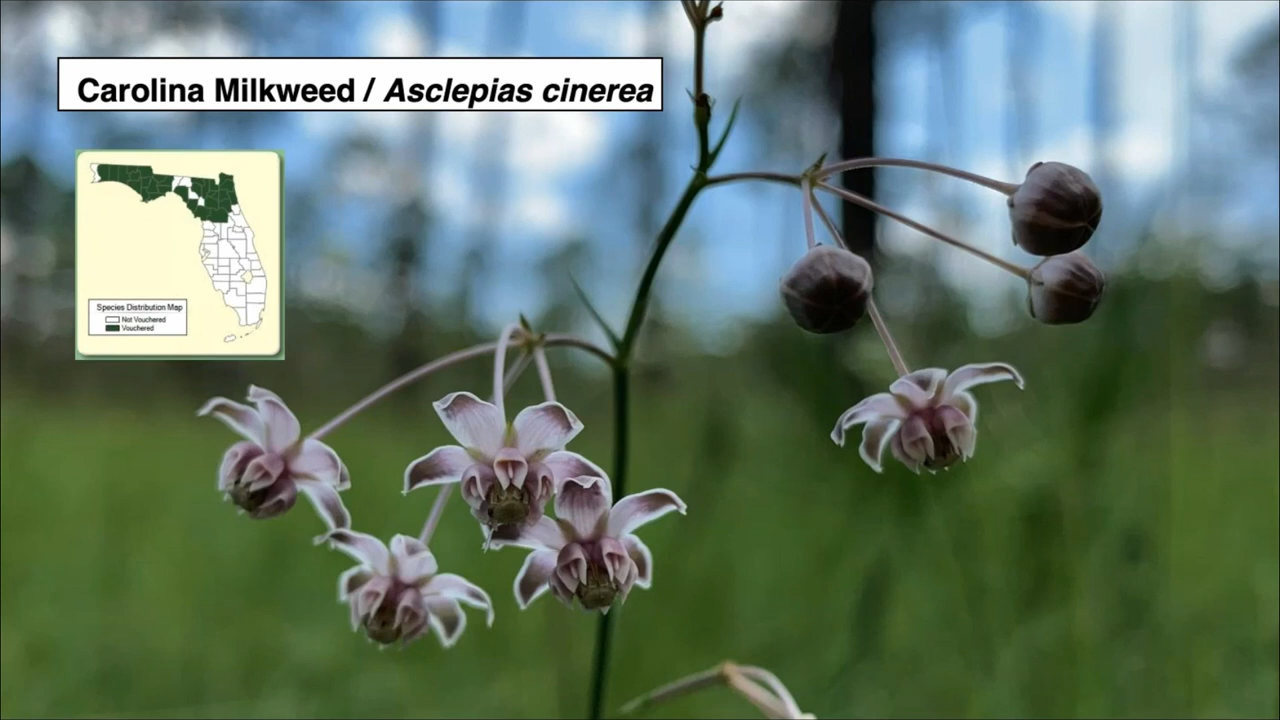 Carolina Milkweed / Asclepias cinerea
Species Distribution Map
Not Vouchered
Vouchered